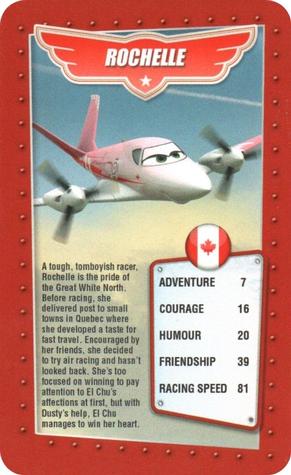 ROCHELLE
A tough, tomboyish racer,
Rochelle is the pride of
the Great White North.
Before racing, she
delivered post to small
towns in Quebec where
she developed a taste for
fast travel. Encouraged by
her friends, she decided
to try air racing and hasn't
looked back. She's too
focused on winning to pay
attention to El Chu's
affections at first, but with
Dusty's help, El Chu
manages to win her heart.
ADVENTURE 7
COURAGE 16
HUMOUR 20
FRIENDSHIP 39
RACING SPEED 81